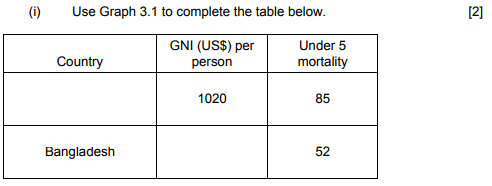 (i) Use Graph 3.1 to complete the table below. [2]
Country GNI (US$) per person Under 5 mortality
1020 85
Bangladesh 52